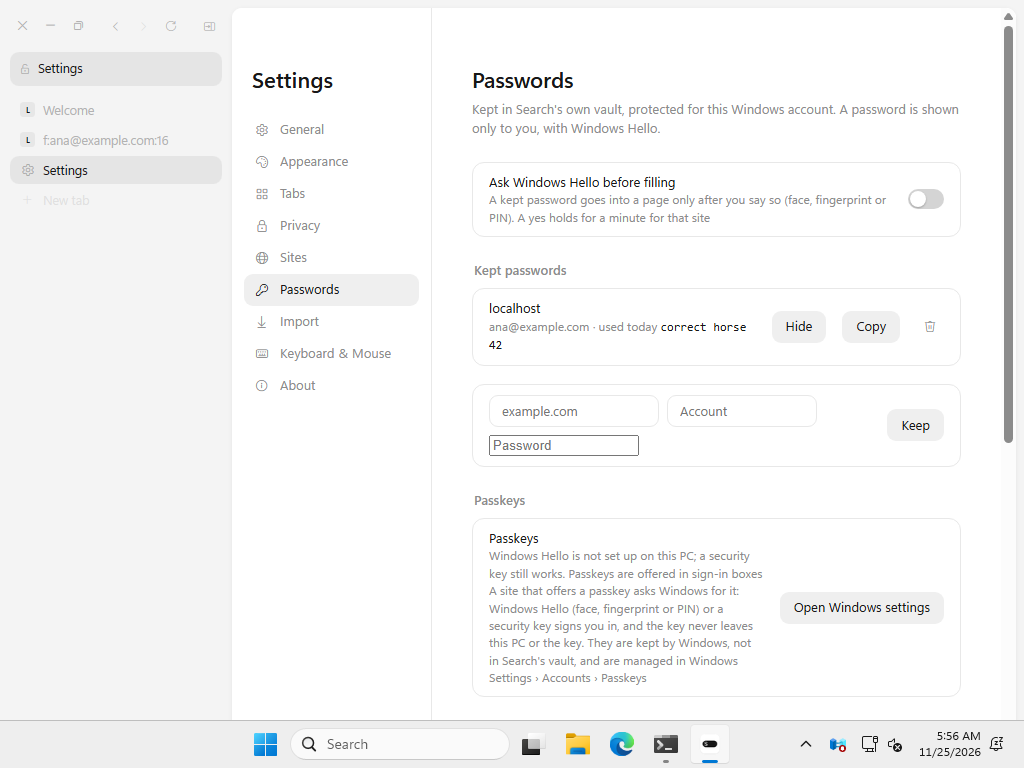 Settings
L Welcome
L f:ana@example.com:16
Settings
+ New tab
Settings
General
Appearance
Tabs
Privacy
Sites
Passwords
Import
Keyboard & Mouse
About
Passwords
Kept in Search's own vault, protected for this Windows account. A password is shown
only to you, with Windows Hello.
Ask Windows Hello before filling
A kept password goes into a page only after you say so (face, fingerprint or
PIN). A yes holds for a minute for that site
Kept passwords
localhost
ana@example.com · used today correct horse
42
Hide
Copy
example.com
Account
Password
Keep
Passkeys
Passkeys
Windows Hello is not set up on this PC; a security
key still works. Passkeys are offered in sign-in boxes
A site that offers a passkey asks Windows for it:
Windows Hello (face, fingerprint or PIN) or a
security key signs you in, and the key never leaves
this PC or the key. They are kept by Windows, not
in Search's vault, and are managed in Windows
Settings › Accounts › Passkeys
Open Windows settings
Search
5:56 AM
11/25/2026